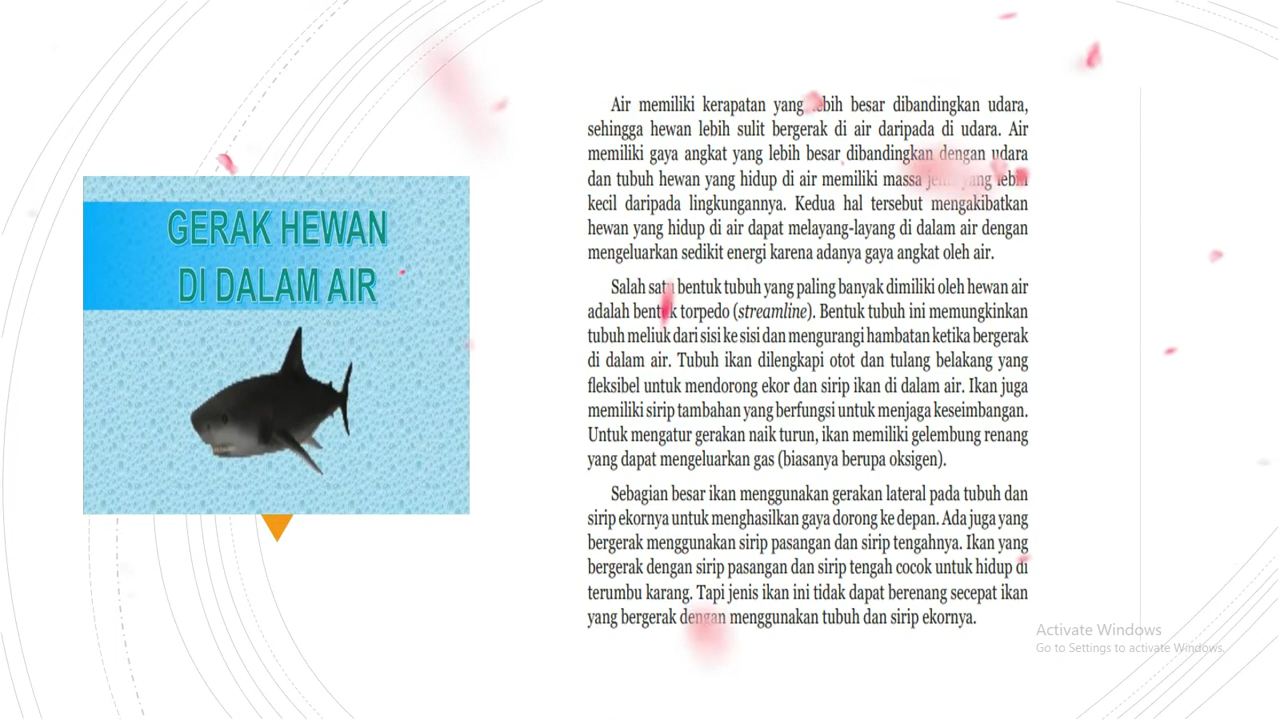 GERAK HEWAN
DI DALAM AIR
Air memiliki kerapatan yang lebih besar dibandingkan udara,
sehingga hewan lebih sulit bergerak di air daripada di udara. Air
memiliki gaya angkat yang lebih besar dibandingkan dengan udara
dan tubuh hewan yang hidup di air memiliki massa jenis yang lebih
kecil daripada lingkungannya. Kedua hal tersebut mengakibatkan
hewan yang hidup di air dapat melayang-layang di dalam air dengan
mengeluarkan sedikit energi karena adanya gaya angkat oleh air.
Salah satu bentuk tubuh yang paling banyak dimiliki oleh hewan air
adalah bentuk torpedo (streamline). Bentuk tubuh ini memungkinkan
tubuh meliuk dari sisi ke sisi dan mengurangi hambatan ketika bergerak
di dalam air. Tubuh ikan dilengkapi otot dan tulang belakang yang
fleksibel untuk mendorong ekor dan sirip ikan di dalam air. Ikan juga
memiliki sirip tambahan yang berfungsi untuk menjaga keseimbangan.
Untuk mengatur gerakan naik turun, ikan memiliki gelembung renang
yang dapat mengeluarkan gas (biasanya berupa oksigen).
Sebagian besar ikan menggunakan gerakan lateral pada tubuh dan
sirip ekornya untuk menghasilkan gaya dorong ke depan. Ada juga yang
bergerak menggunakan sirip pasangan dan sirip tengahnya. Ikan yang
bergerak dengan sirip pasangan dan sirip tengah cocok untuk hidup di
terumbu karang. Tapi jenis ikan ini tidak dapat berenang secepat ikan
yang bergerak dengan menggunakan tubuh dan sirip ekornya.
Activate Windows
Go to Settings to activate Windows.